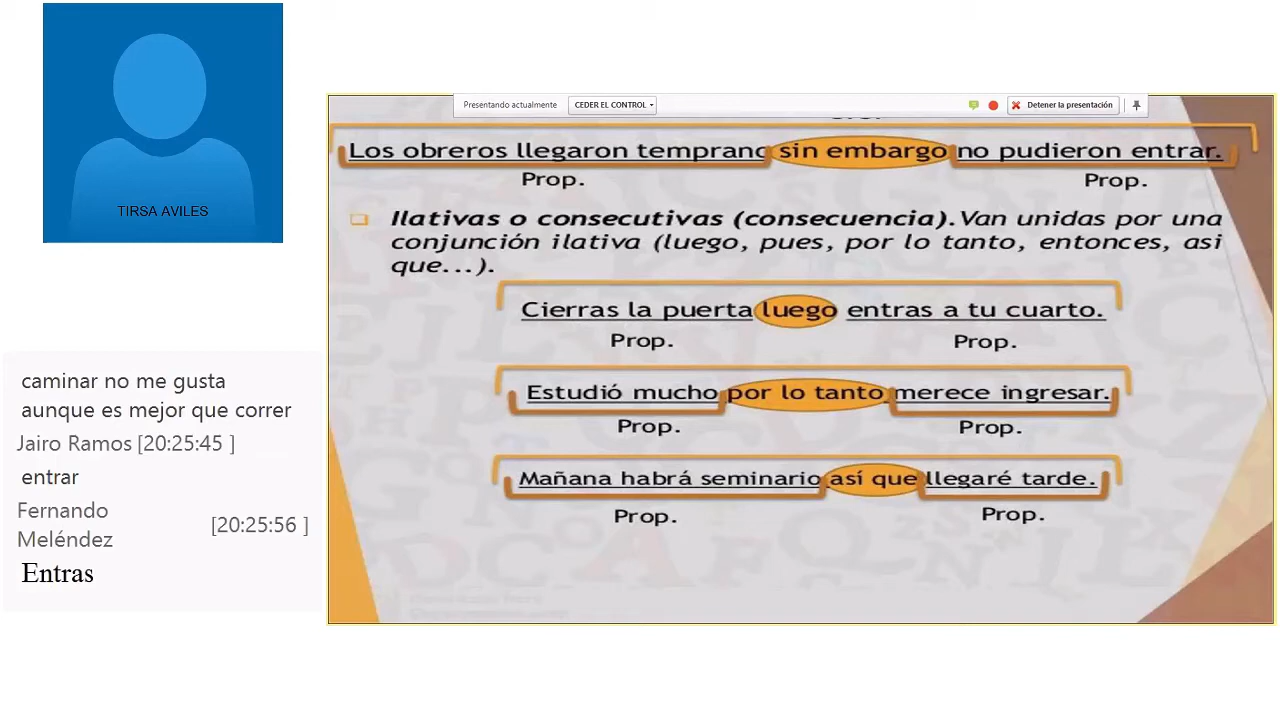 TIRSA AVILES
caminar no me gusta
aunque es mejor que correr
Jairo Ramos [20:25:45 ]
entrar
Fernando
Meléndez [20:25:56 ]
Entras
Presentando actualmente CEDER EL CONTROL Detener la presentación
Los obreros llegaron temprano sin embargo no pudieron entrar.
Prop. Prop.
Ilativas o consecutivas (consecuencia). Van unidas por una
conjunción ilativa (luego, pues, por lo tanto, entonces, asi
que...).
Cierras la puerta luego entras a tu cuarto.
Prop. Prop.
Estudió mucho por lo tanto merece ingresar.
Prop. Prop.
Mañana habrá seminario así que llegaré tarde.
Prop. Prop.